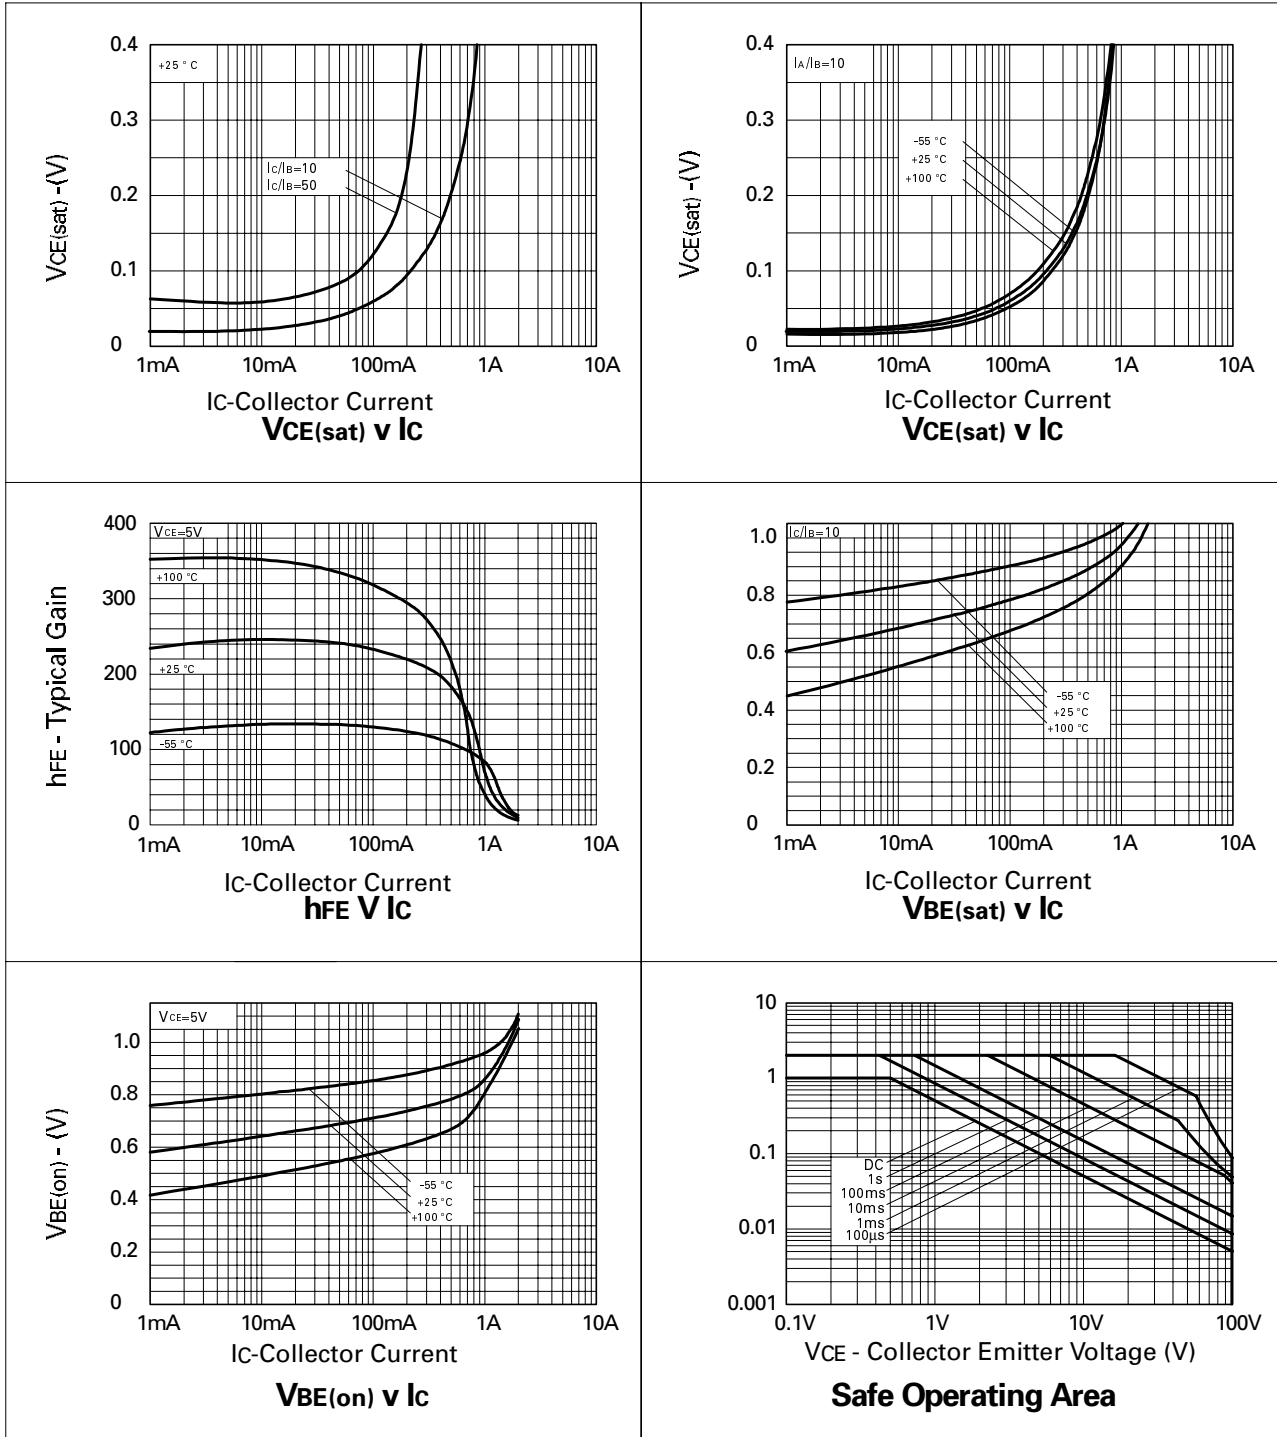 0.4
+25 °C
0.3
0.2
0.1
0
IC/IB=10
IC/IB=50
VCE(sat) -(V)
1mA 10mA 100mA 1A 10A
IC-Collector Current
VCE(sat) v IC
0.4
IA/IB=10
0.3
0.2
0.1
0
-55 °C
+25 °C
+100 °C
VCE(sat) -(V)
1mA 10mA 100mA 1A 10A
IC-Collector Current
VCE(sat) v IC
400
VCE=5V
+100 °C
300
+25 °C
200
-55 °C
100
0
hFE - Typical Gain
1mA 10mA 100mA 1A 10A
IC-Collector Current
hFE V IC
IC/IB=10
1.0
0.8
0.6
0.4
0.2
0
-55 °C
+25 °C
+100 °C
1mA 10mA 100mA 1A 10A
IC-Collector Current
VBE(sat) v IC
VCE=5V
1.0
0.8
0.6
0.4
0.2
0
-55 °C
+25 °C
+100 °C
VBE(on) - (V)
1mA 10mA 100mA 1A 10A
IC-Collector Current
VBE(on) v IC
10
1
0.1
0.01
0.001
DC
1s
100ms
10ms
1ms
100µs
0.1V 1V 10V 100V
VCE - Collector Emitter Voltage (V)
Safe Operating Area